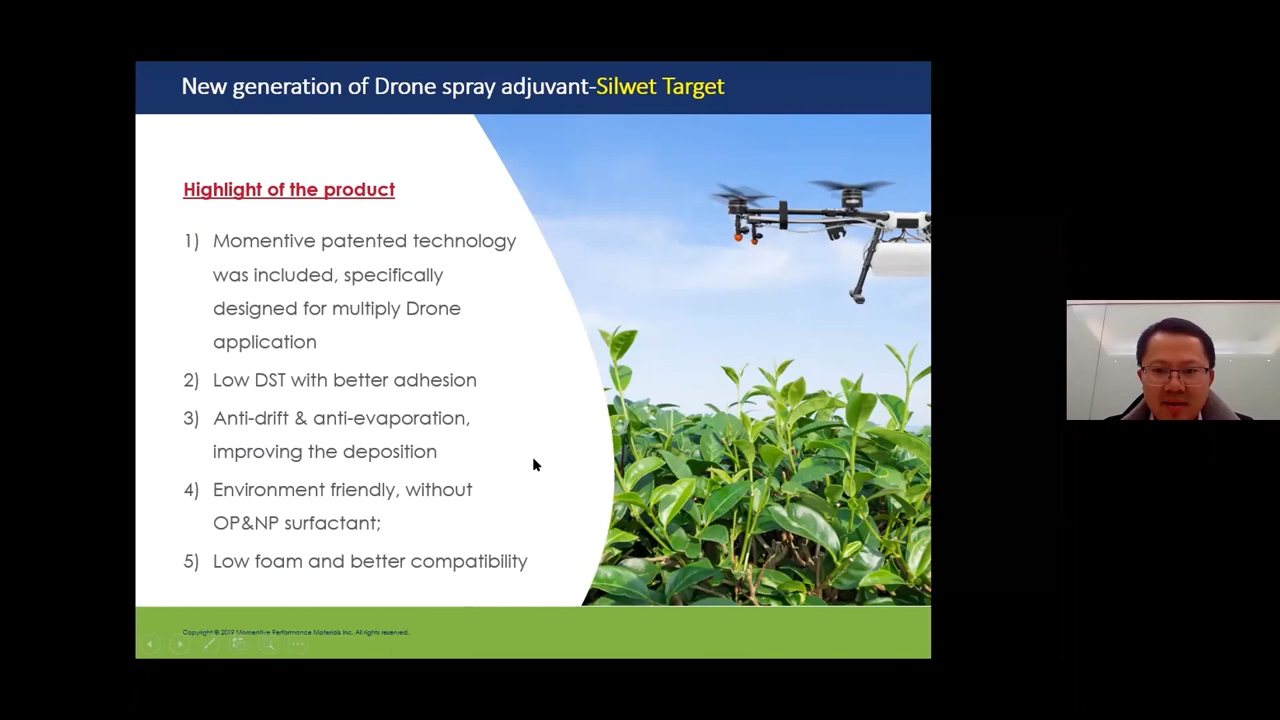 New generation of Drone spray adjuvant-Silwet Target
Highlight of the product
1) Momentive patented technology
was included, specifically
designed for multiply Drone
application
2) Low DST with better adhesion
3) Anti-drift & anti-evaporation,
improving the deposition
4) Environment friendly, without
OP&NP surfactant;
5) Low foam and better compatibility
Copyright © 2019 Momentive Performance Materials Inc. All rights reserved.